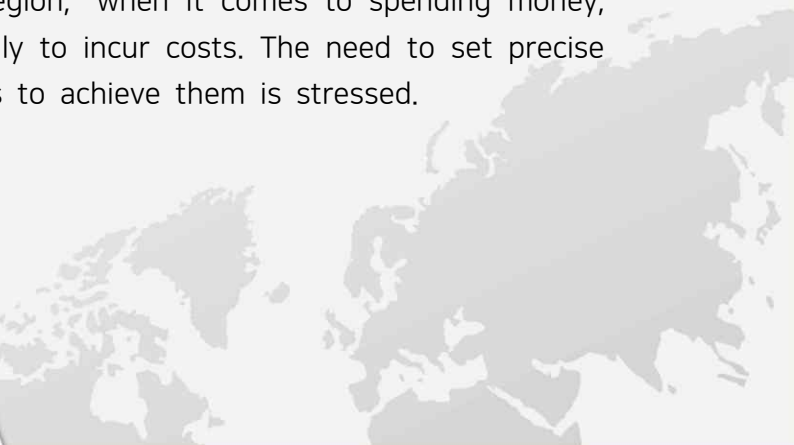 when it comes to spending money,
to incur costs. The need to set precise
to achieve them is stressed.